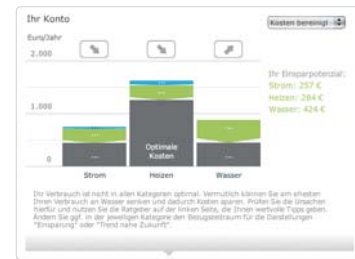 Ihr Konto
Kosten bereinigt
Euro/Jahr
2.000
1.000
0
Optimale
Kosten
...
...
...
Strom
Heizen
Wasser
Ihr Einsparpotenzial:
Strom: 257 €
Heizen: 284 €
Wasser: 424 €
Ihr Verbrauch ist nicht in allen Kategorien optimal. Vermutlich können Sie am ehesten
Ihren Verbrauch an Wasser senken und dadurch Kosten sparen. Prüfen Sie die Ursachen
hierfür und nutzen Sie die Ratgeber auf der linken Seite, die Ihnen wertvolle Tipps geben.
Ändern Sie ggf. in der jeweiligen Kategorie den Bezugszeitraum für die Darstellungen
"Einsparung" oder "Trend nahe Zukunft".